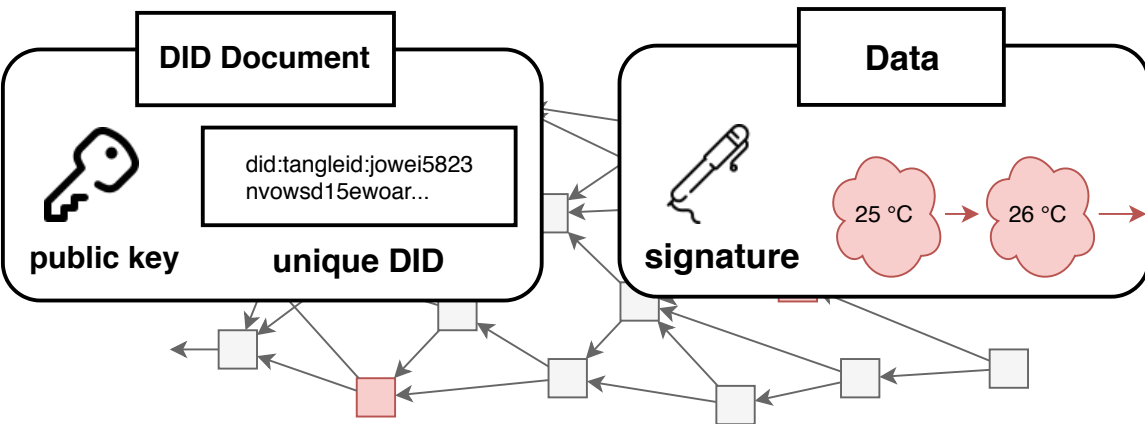 DID Document
did:tangleid:jowei5823
nvowsd15ewoar...
public key
unique DID
Data
25 °C
26 °C
signature